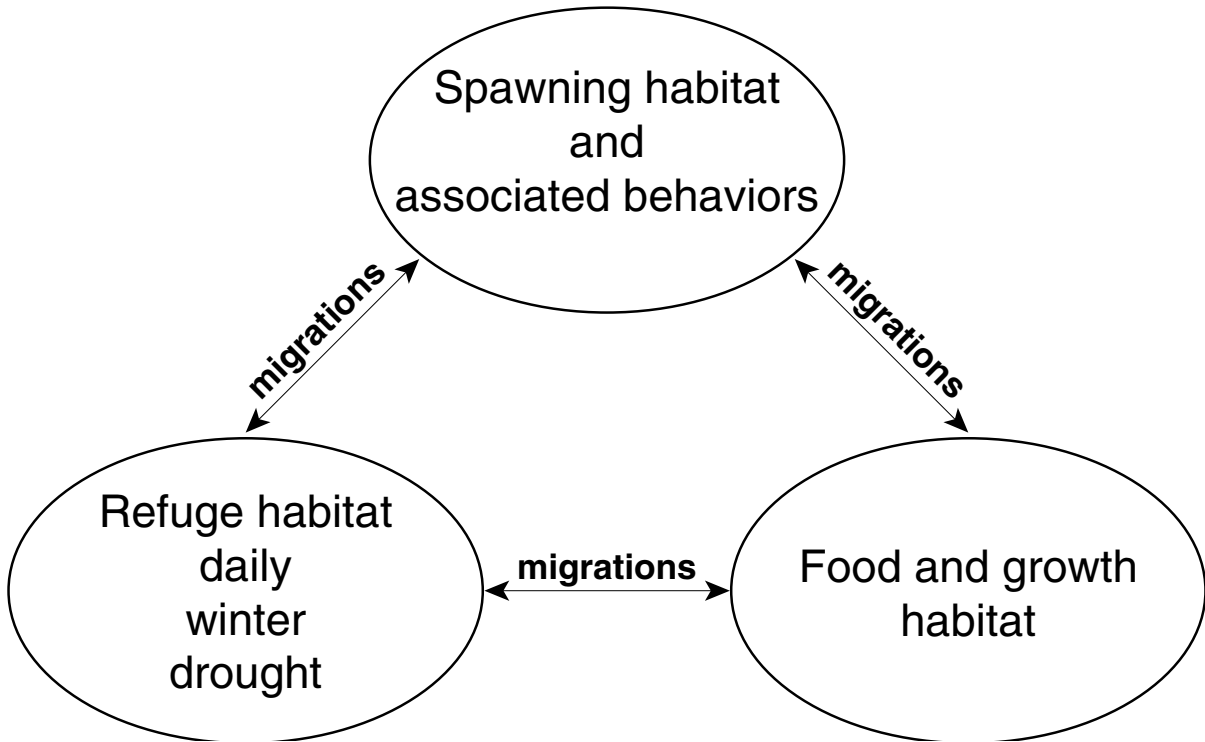 Spawning habitat
and
associated behaviors
migrations
migrations
Refuge habitat
daily
winter
drought
migrations
Food and growth
habitat